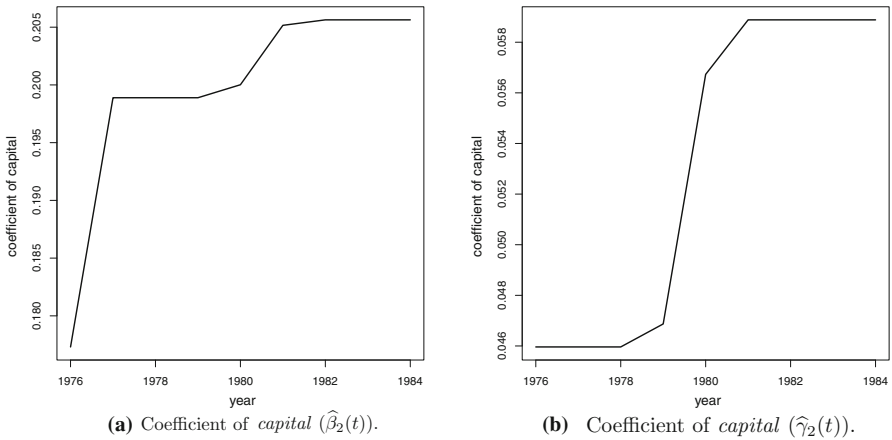 coefficient of capital
0.205
0.200
0.195
0.190
0.185
0.180
1976 1978 1980 1982 1984
year
(a) Coefficient of capital (β̂₂(t)).
coefficient of capital
0.058
0.056
0.054
0.052
0.050
0.048
0.046
1976 1978 1980 1982 1984
year
(b) Coefficient of capital (γ̂₂(t)).